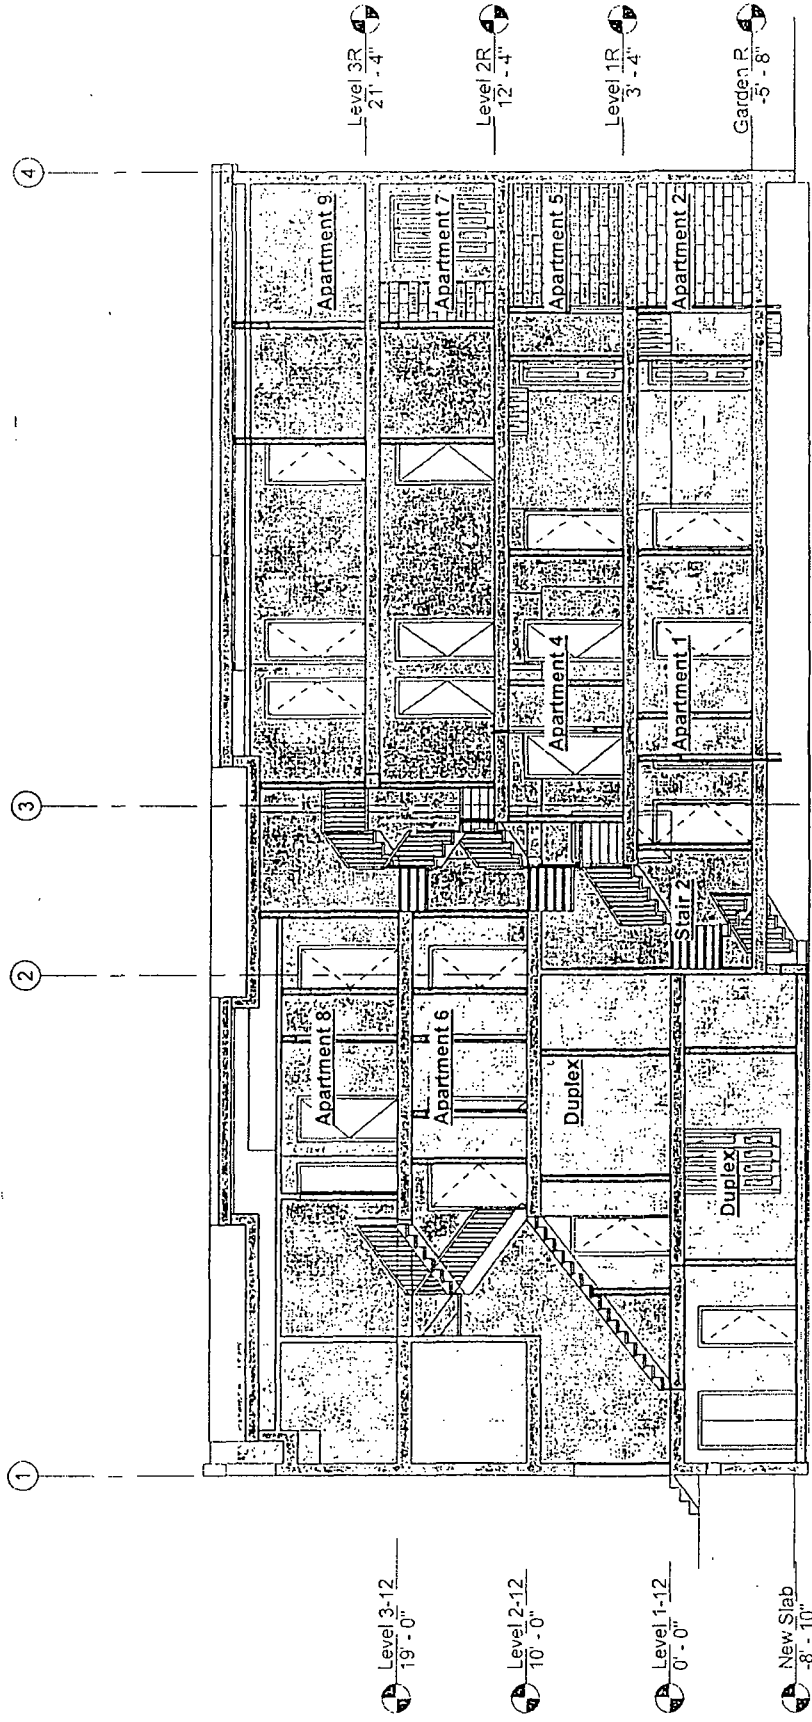 1
2
3
4
Level 3R
21' - 4"
Level 2R
12' - 4"
Level 1R
3' - 4"
Garden R
-5' - 8"
Apartment 9
Apartment 7
Apartment 5
Apartment 2
Apartment 4
Apartment 1
Stair 2
Apartment 8
Apartment 6
Duplex
Duplex
Level 3-12
19' - 0"
Level 2-12
10' - 0"
Level 1-12
0' - 0"
New Slab
-8' - 10"